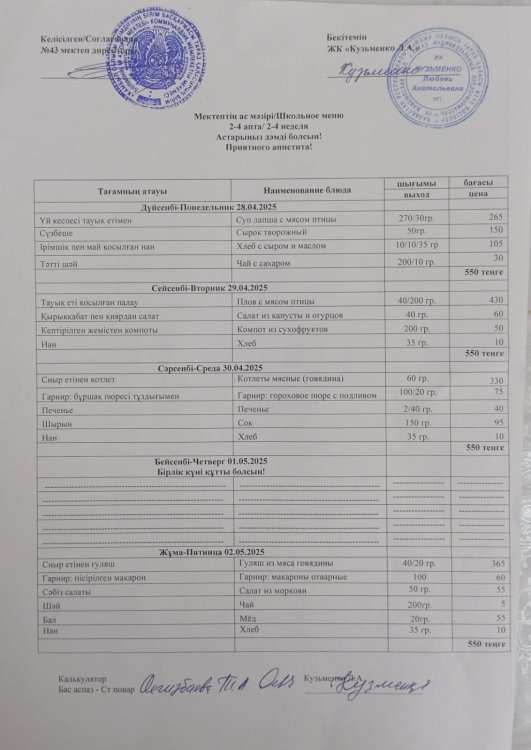 Келісілген/Согласовано
№43 мектеп директоры
Бекітемін
ЖК «Кузьменко Л.А.»
ЖК
КУЗЬМЕНКО
Любовь
Анатольевна
ИП
Мектептің ас мәзірі/Школьное меню
2-4 апта/ 2-4 неделя
Астарыңыз дәмді болсын!
Приятного аппетита!
Тағамның атауы Наименование блюда шығымы выход бағасы цена
Дүйсенбі-Понедельник 28.04.2025
Үй кеспесі тауық етімен Суп лапша с мясом птицы 270/30гр. 265
Сүзбеше Сырок творожный 50гр. 150
Ірімшік пен май қосылған нан Хлеб с сыром и маслом 10/10/35 гр 105
Тәтті шәй Чай с сахаром 200/10 гр. 30
550 тенге
Сейсенбі-Вторник 29.04.2025
Тауық еті қосылған палау Плов с мясом птицы 40/200 гр. 430
Қырыққабат пен қиярдан салат Салат из капусты и огурцов 40 гр. 60
Кептірілген жемістен компоты Компот из сухофруктов 200 гр. 50
Нан Хлеб 35 гр. 10
550 тенге
Сәрсенбі-Среда 30.04.2025
Сиыр етінен котлет Котлеты мясные (говядина) 60 гр. 330
Гарнир: бұршақ пюресі тұздығымен Гарнир: гороховое пюре с подливом 100/20 гр. 75
Печенье Печенье 2/40 гр. 40
Шырын Сок 150 гр. 95
Нан Хлеб 35 гр. 10
550 тенге
Бейсенбі-Четверг 01.05.2025
Бірлік күні құтты болсын!
Жұма-Пятница 02.05.2025
Сиыр етінен гуляш Гуляш из мяса говядины 40/20 гр. 365
Гарнир: пісірілген макарон Гарнир: макароны отварные 100 60
Сәбіз салаты Салат из моркови 50 гр. 55
Шәй Чай 200гр. 5
Бал Мёд 20гр. 55
Нан Хлеб 35 гр. 10
550 тенге
Калькулятор Кузьменко Л.А.
Бас аспаз - Ст повар